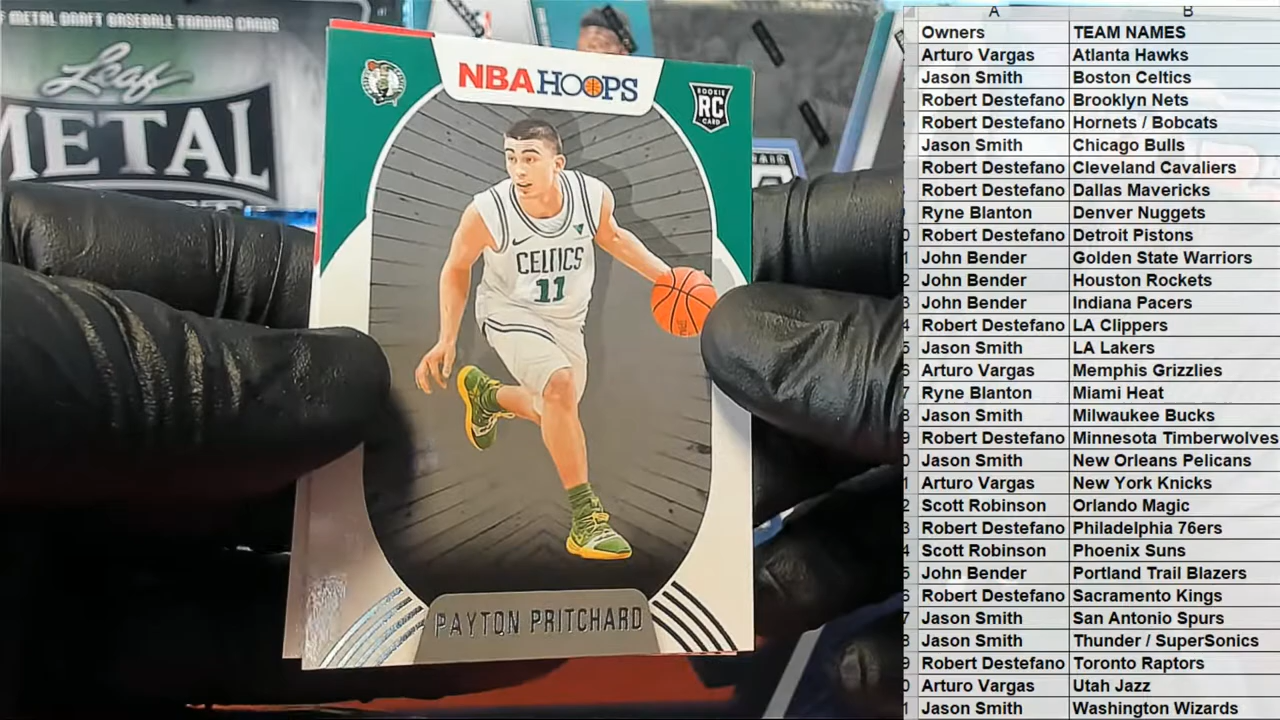 F METAL DRAFT BASEBALL TRADING CARDS
Leaf
METAL
NBA HOOPS
ROOKIE
RC
CARD
CELTICS
11
PAYTON PRITCHARD
A B
Owners TEAM NAMES
Arturo Vargas Atlanta Hawks
Jason Smith Boston Celtics
Robert Destefano Brooklyn Nets
Robert Destefano Hornets / Bobcats
Jason Smith Chicago Bulls
Robert Destefano Cleveland Cavaliers
Robert Destefano Dallas Mavericks
Ryne Blanton Denver Nuggets
Robert Destefano Detroit Pistons
John Bender Golden State Warriors
John Bender Houston Rockets
John Bender Indiana Pacers
Robert Destefano LA Clippers
Jason Smith LA Lakers
Arturo Vargas Memphis Grizzlies
Ryne Blanton Miami Heat
Jason Smith Milwaukee Bucks
Robert Destefano Minnesota Timberwolves
Jason Smith New Orleans Pelicans
Arturo Vargas New York Knicks
Scott Robinson Orlando Magic
Robert Destefano Philadelphia 76ers
Scott Robinson Phoenix Suns
John Bender Portland Trail Blazers
Robert Destefano Sacramento Kings
Jason Smith San Antonio Spurs
Jason Smith Thunder / SuperSonics
Robert Destefano Toronto Raptors
Arturo Vargas Utah Jazz
Jason Smith Washington Wizards